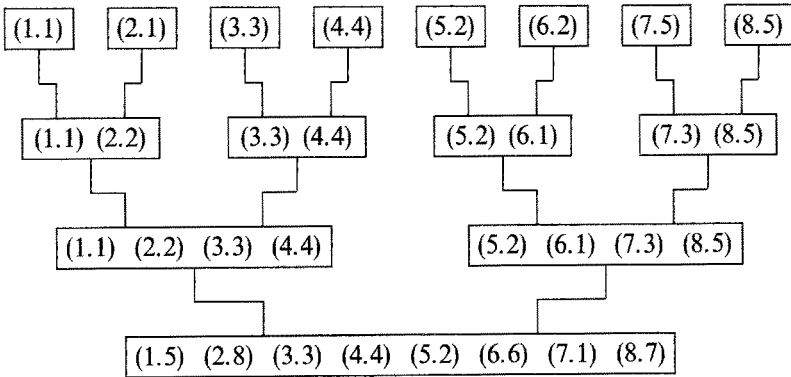 (1.1) (2.1) (3.3) (4.4) (5.2) (6.2) (7.5) (8.5)
(1.1) (2.2) (3.3) (4.4) (5.2) (6.1) (7.3) (8.5)
(1.1) (2.2) (3.3) (4.4) (5.2) (6.1) (7.3) (8.5)
(1.5) (2.8) (3.3) (4.4) (5.2) (6.6) (7.1) (8.7)